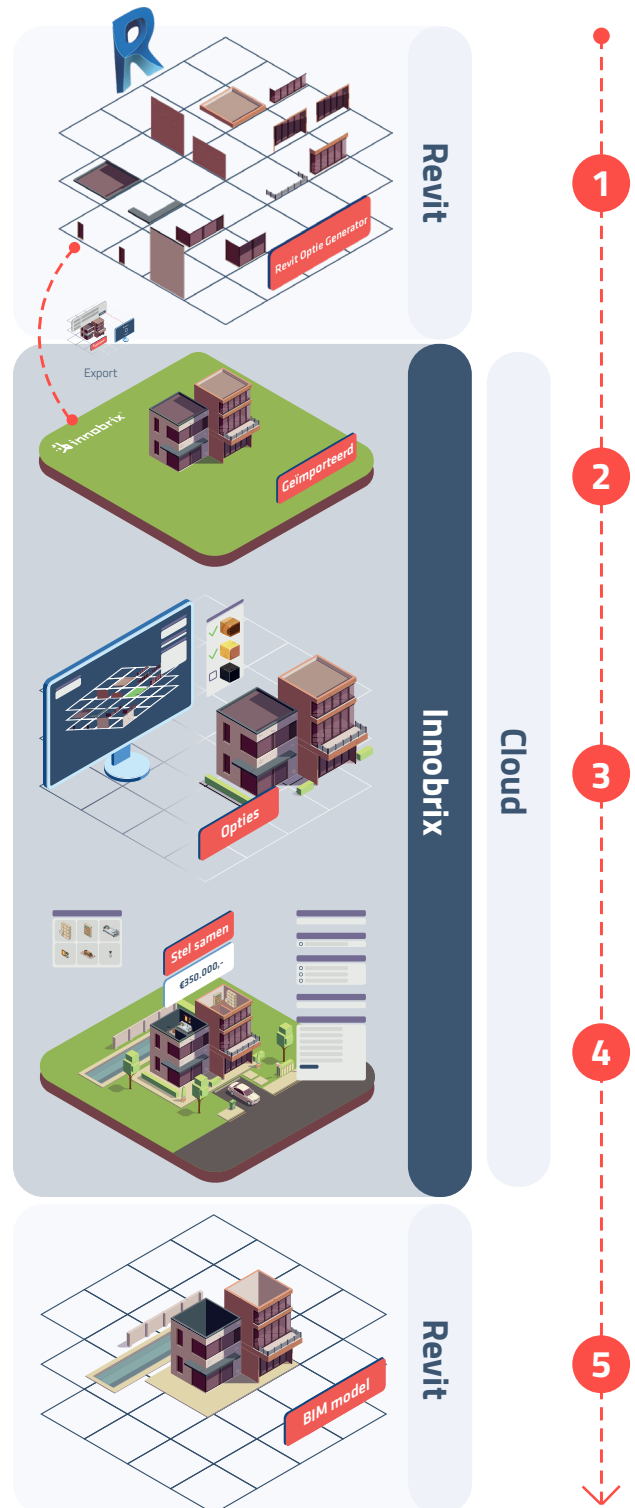 R
Revit
1
Revit Optie Generator
Export
innobrix
Geïmporteerd
2
Innobrix
Cloud
Opties
3
Stel samen
€350.000,-
4
Revit
BIM model
5